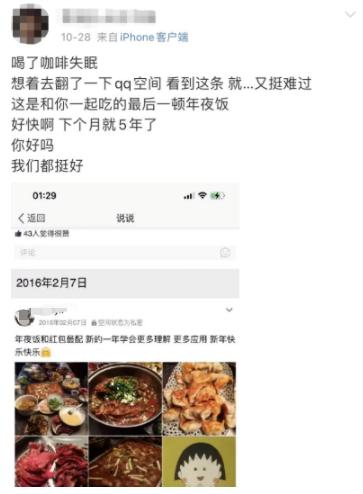 10-28 来自 iPhone客户端
喝了咖啡失眠
想着去翻了一下qq空间 看到这条 就...又挺难过
这是和你一起吃的最后一顿年夜饭
好快啊 下个月就5年了
你好吗
我们都挺好
01:29
返回
说说
43人觉得很赞
评论
2016年2月7日
2016年02月07日 空间状态为私密
年夜饭和红包最配 新的一年学会更多理解 更多应用 新年快
乐快乐